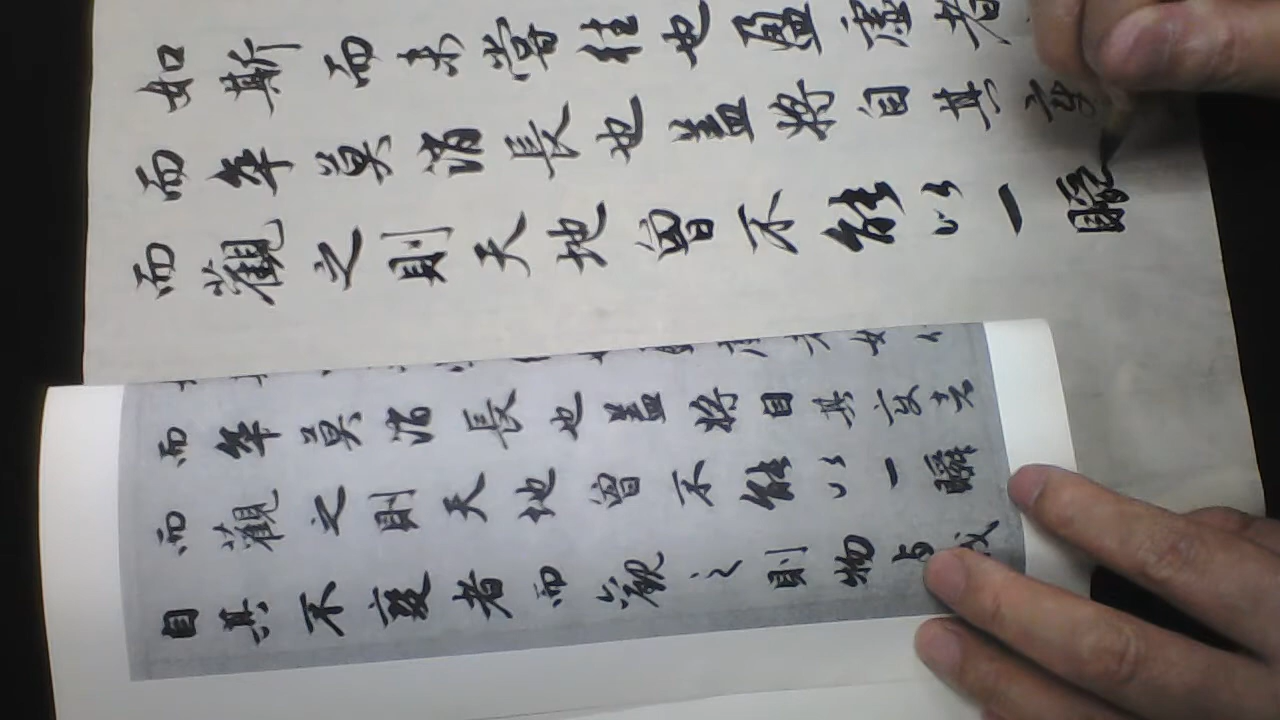 如斯而未嘗往也盈虛者
而卒莫消長也蓋將自其變
而觀之則天地曾不能以一
而卒莫消長也蓋將自其變者
而觀之則天地曾不能以一瞬
自其不變者而觀之則物与我